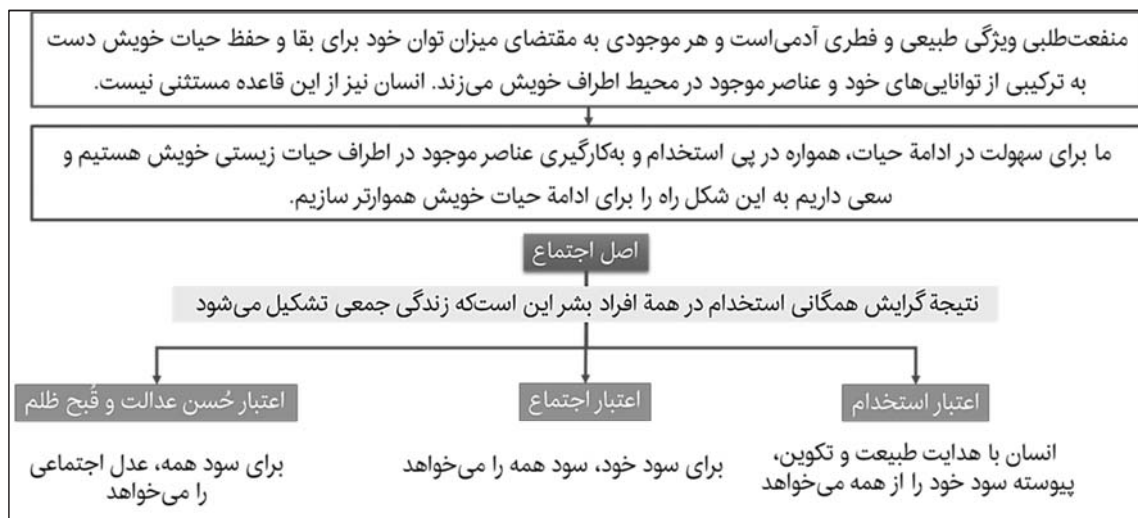 منفعت‌طلبی ویژگی طبیعی و فطری آدمی‌است و هر موجودی به مقتضای میزان توان خود برای بقا و حفظ حیات خویش دست
به ترکیبی از توانایی‌های خود و عناصر موجود در محیط اطراف خویش می‌زند. انسان نیز از این قاعده مستثنی نیست.
ما برای سهولت در ادامهٔ حیات، همواره در پی استخدام و به‌کارگیری عناصر موجود در اطراف حیات زیستی خویش هستیم و
سعی داریم به این شکل راه را برای ادامهٔ حیات خویش هموارتر سازیم.
اصل اجتماع
نتیجهٔ گرایش همگانی استخدام در همهٔ افراد بشر این است‌که زندگی جمعی تشکیل می‌شود
اعتبار استخدام
انسان با هدایت طبیعت و تکوین،
پیوسته سود خود را از همه می‌خواهد
اعتبار اجتماع
برای سود خود، سود همه را می‌خواهد
اعتبار حُسن عدالت و قُبح ظلم
برای سود همه، عدل اجتماعی
را می‌خواهد